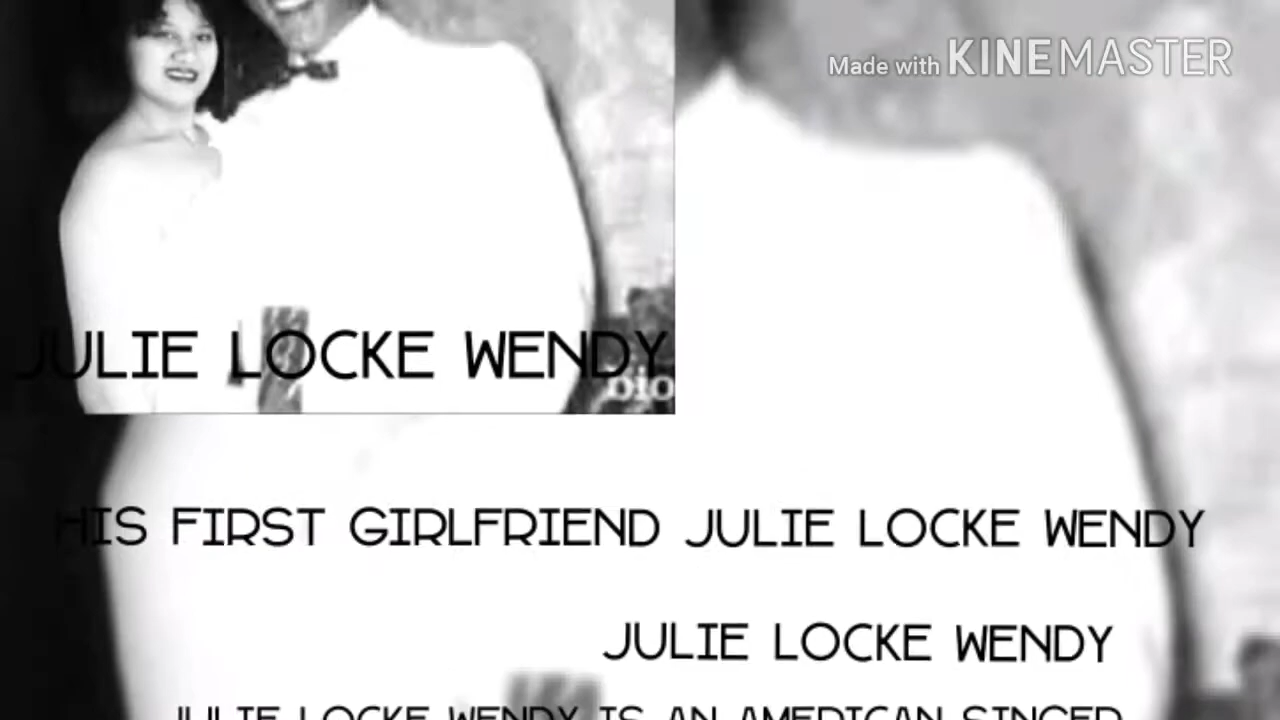 Made with KINEMASTER
JULIE LOCKE WENDY
bio
HIS FIRST GIRLFRIEND JULIE LOCKE WENDY
JULIE LOCKE WENDY
JULIE LOCKE WENDY IS AN AMERICAN SINGER